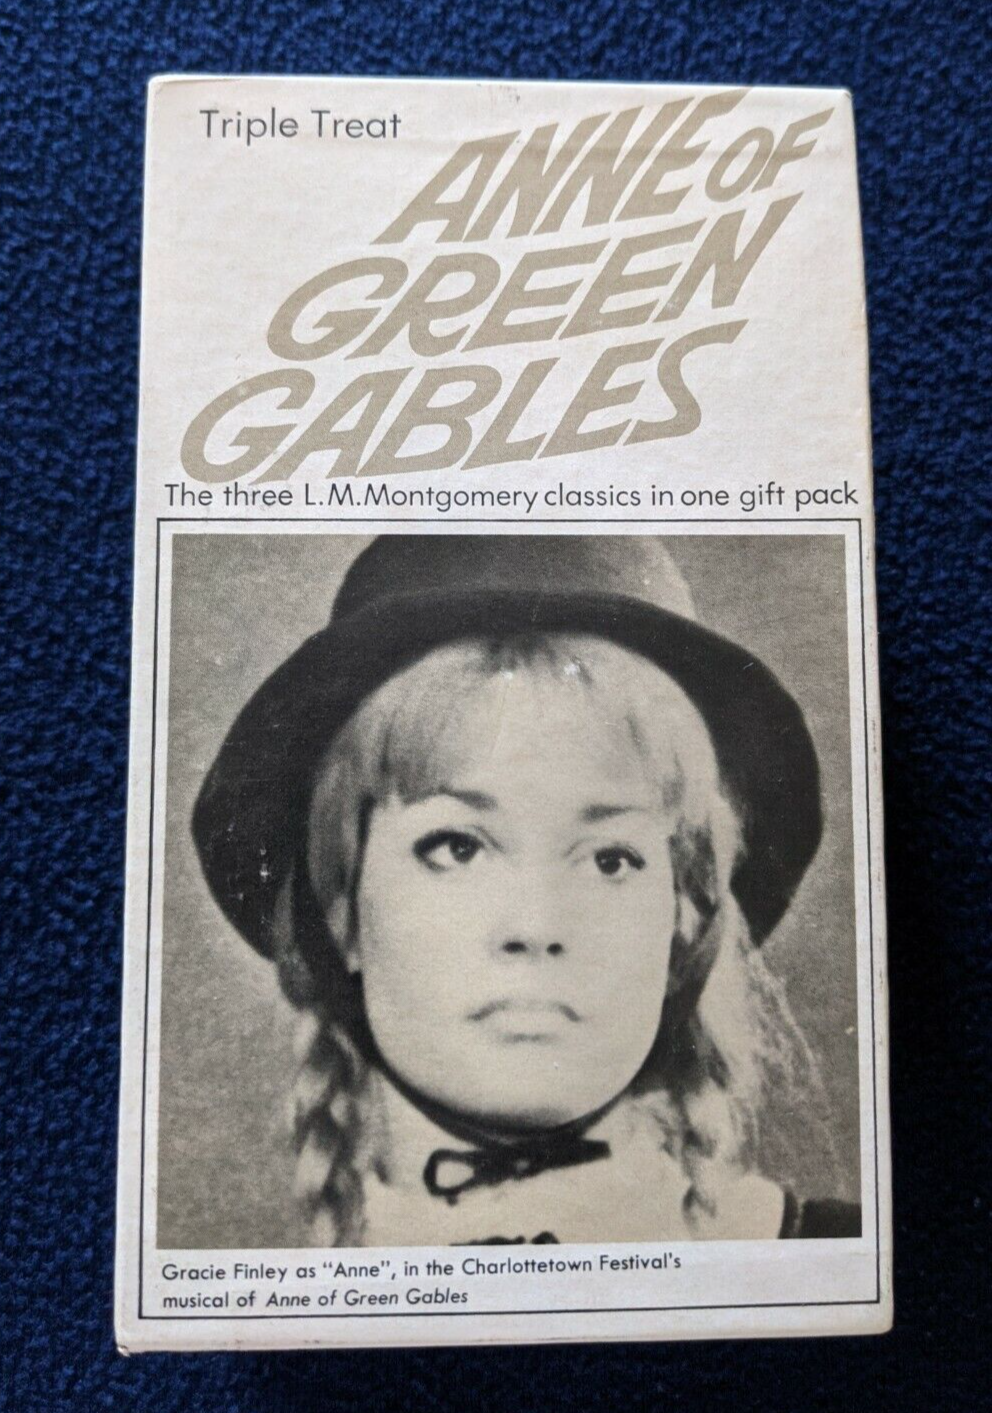 Triple Treat
ANNE OF
GREEN
GABLES
The three L.M.Montgomery classics in one gift pack
Gracie Finley as “Anne”, in the Charlottetown Festival's
musical of Anne of Green Gables